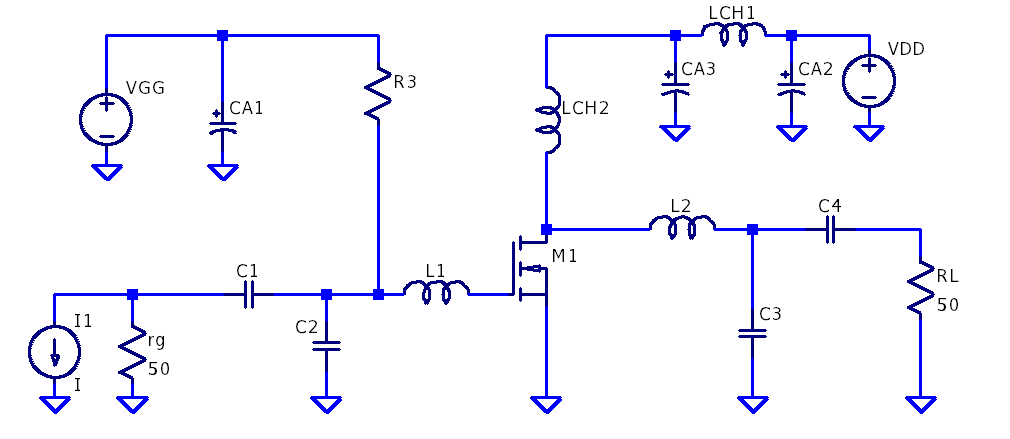 LCH1
VDD
VGG
R3
CA3
CA2
CA1
LCH2
L2
C4
M1
C1
L1
RL
50
I1
rg
50
I
C2
C3